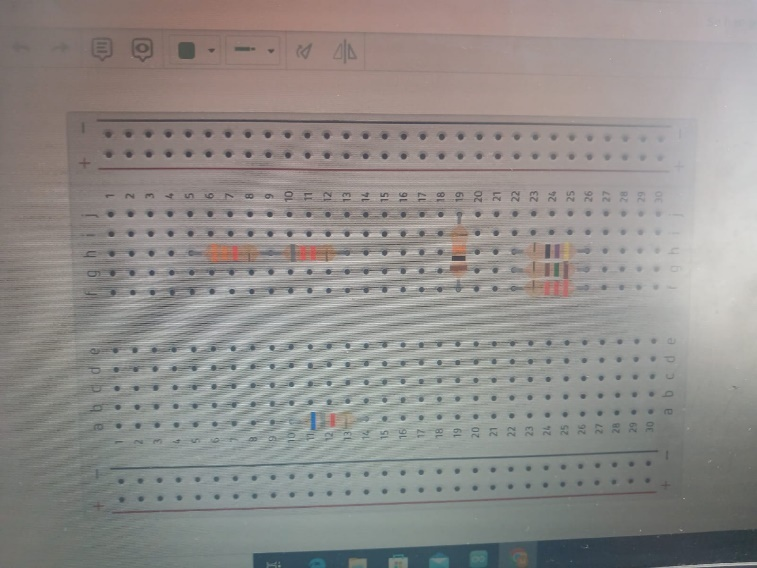 − −
+ +
1 2 3 4 5 6 7 8 9 10 11 12 13 14 15 16 17 18 19 20 21 22 23 24 25 26 27 28 29 30
j j
i i
h h
g g
f f
e e
d d
c c
b b
a a
1 2 3 4 5 6 7 8 9 10 11 12 13 14 15 16 17 18 19 20 21 22 23 24 25 26 27 28 29 30
− −
+ +